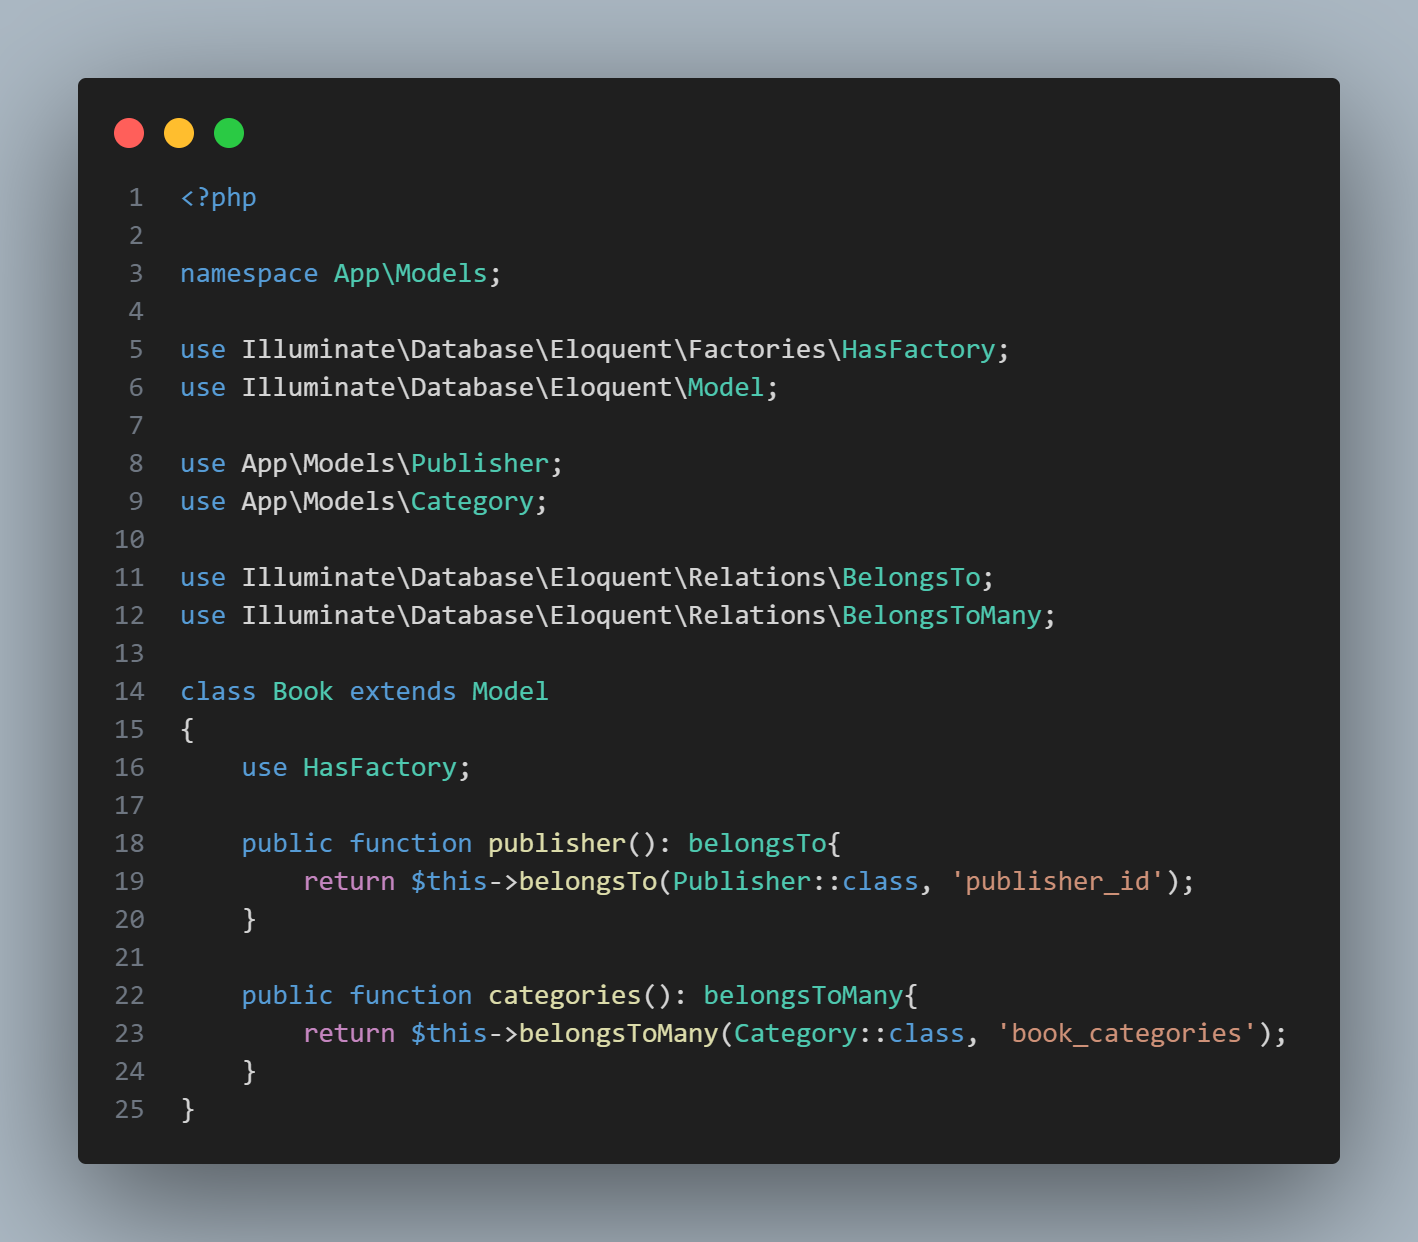 1 <?php
2
3 namespace App\Models;
4
5 use Illuminate\Database\Eloquent\Factories\HasFactory;
6 use Illuminate\Database\Eloquent\Model;
7
8 use App\Models\Publisher;
9 use App\Models\Category;
10
11 use Illuminate\Database\Eloquent\Relations\BelongsTo;
12 use Illuminate\Database\Eloquent\Relations\BelongsToMany;
13
14 class Book extends Model
15 {
16     use HasFactory;
17
18     public function publisher(): belongsTo{
19         return $this->belongsTo(Publisher::class, 'publisher_id');
20     }
21
22     public function categories(): belongsToMany{
23         return $this->belongsToMany(Category::class, 'book_categories');
24     }
25 }